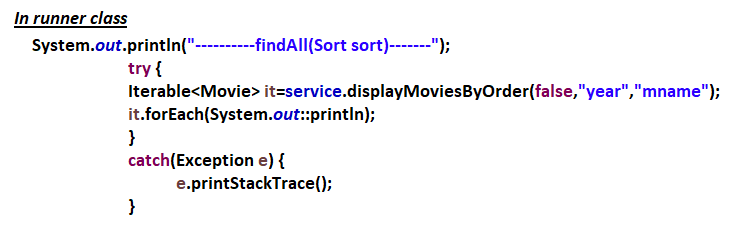 In runner class
System.out.println("----------findAll(Sort sort)-------");
try {
Iterable<Movie> it=service.displayMoviesByOrder(false,"year","mname");
it.forEach(System.out::println);
}
catch(Exception e) {
e.printStackTrace();
}